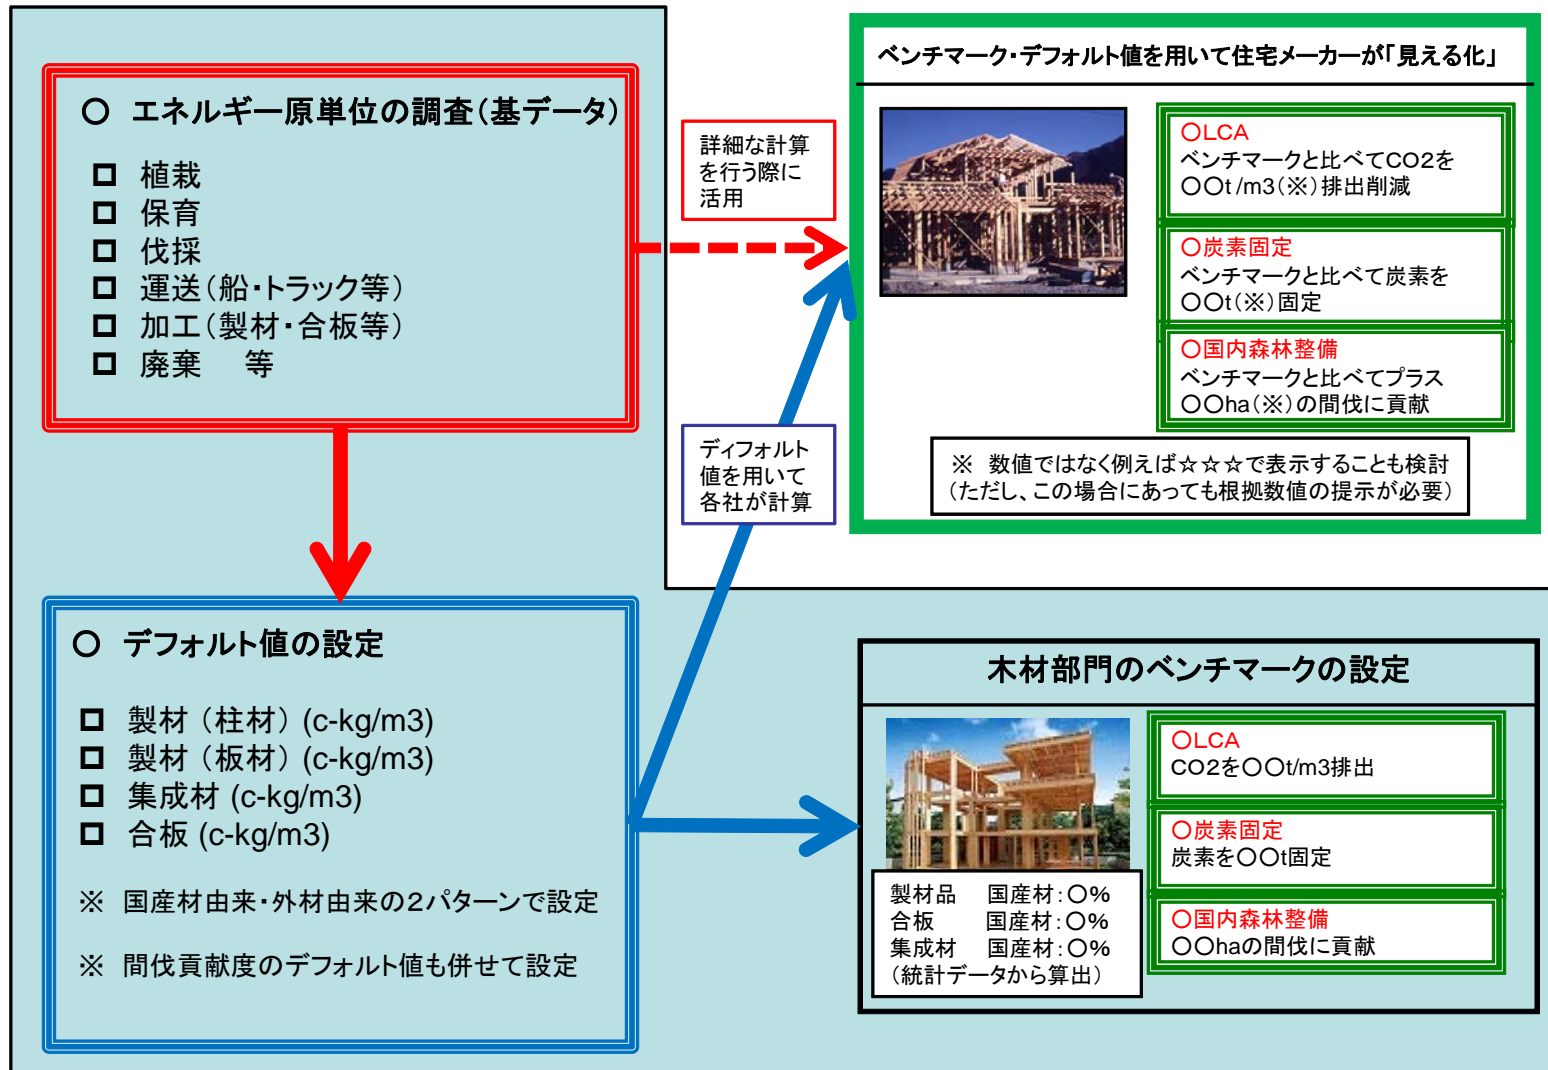 ○ エネルギー原単位の調査(基データ)
□ 植栽
□ 保育
□ 伐採
□ 運送(船・トラック等)
□ 加工(製材・合板等)
□ 廃棄 等
詳細な計算
を行う際に
活用
ベンチマーク・デフォルト値を用いて住宅メーカーが「見える化」
○LCA
ベンチマークと比べてCO2を
○○t/m3(※)排出削減
○炭素固定
ベンチマークと比べて炭素を
○○t(※)固定
○国内森林整備
ベンチマークと比べてプラス
○○ha(※)の間伐に貢献
※ 数値ではなく例えば☆☆☆で表示することも検討
(ただし、この場合にあっても根拠数値の提示が必要)
ディフォルト
値を用いて
各社が計算
○ デフォルト値の設定
□ 製材(柱材)(c-kg/m3)
□ 製材(板材)(c-kg/m3)
□ 集成材 (c-kg/m3)
□ 合板 (c-kg/m3)
※ 国産材由来・外材由来の2パターンで設定
※ 間伐貢献度のデフォルト値も併せて設定
木材部門のベンチマークの設定
○LCA
CO2を○○t/m3排出
○炭素固定
炭素を○○t固定
○国内森林整備
○○haの間伐に貢献
製材品 国産材:○%
合板 国産材:○%
集成材 国産材:○%
(統計データから算出)